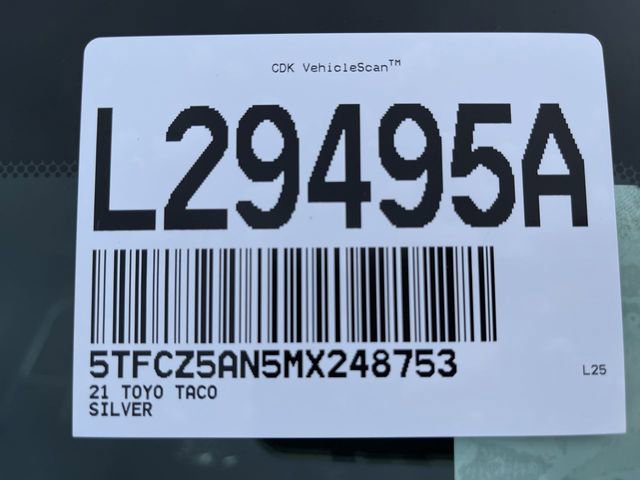 CDK VehicleScan™
L29495A
5TFCZ5AN5MX248753
L25
21 TOYO TACO
SILVER